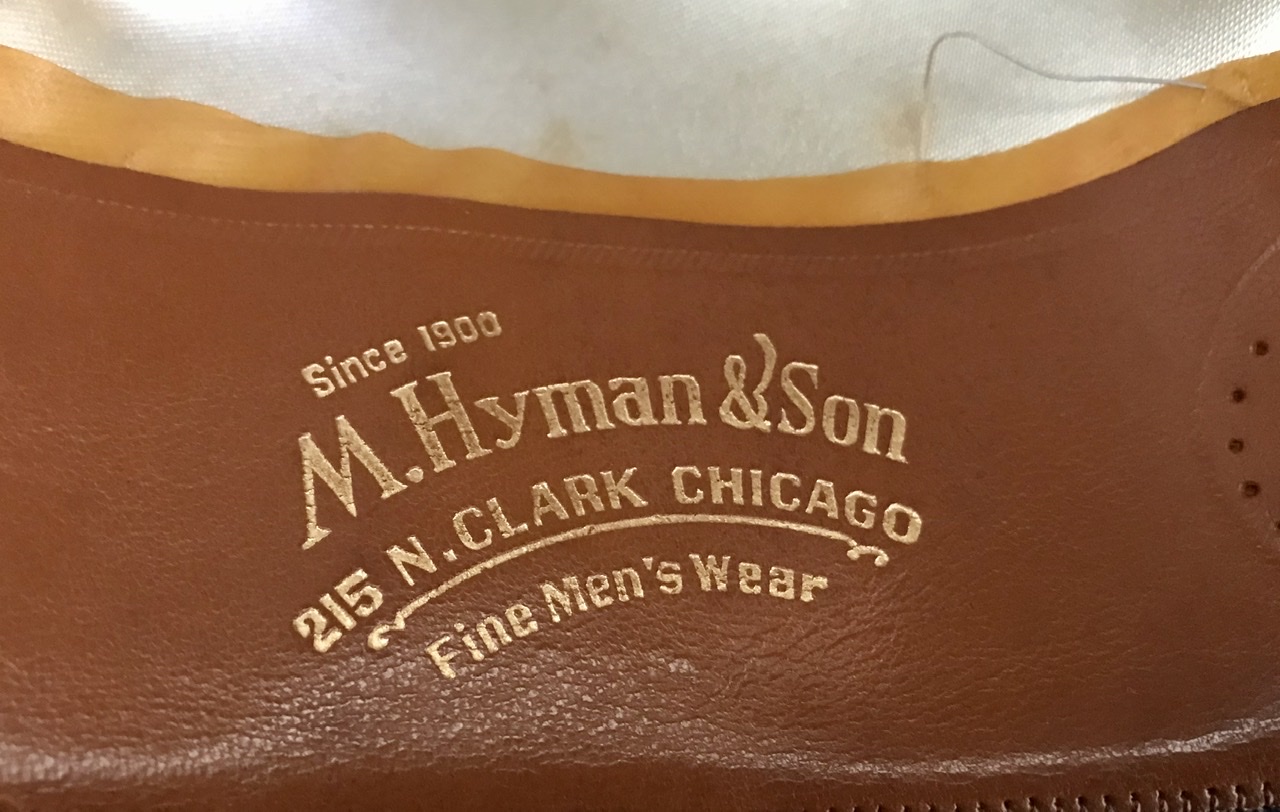 Since 1900
M. Hyman & Son
215 N. CLARK CHICAGO
Fine Men's Wear